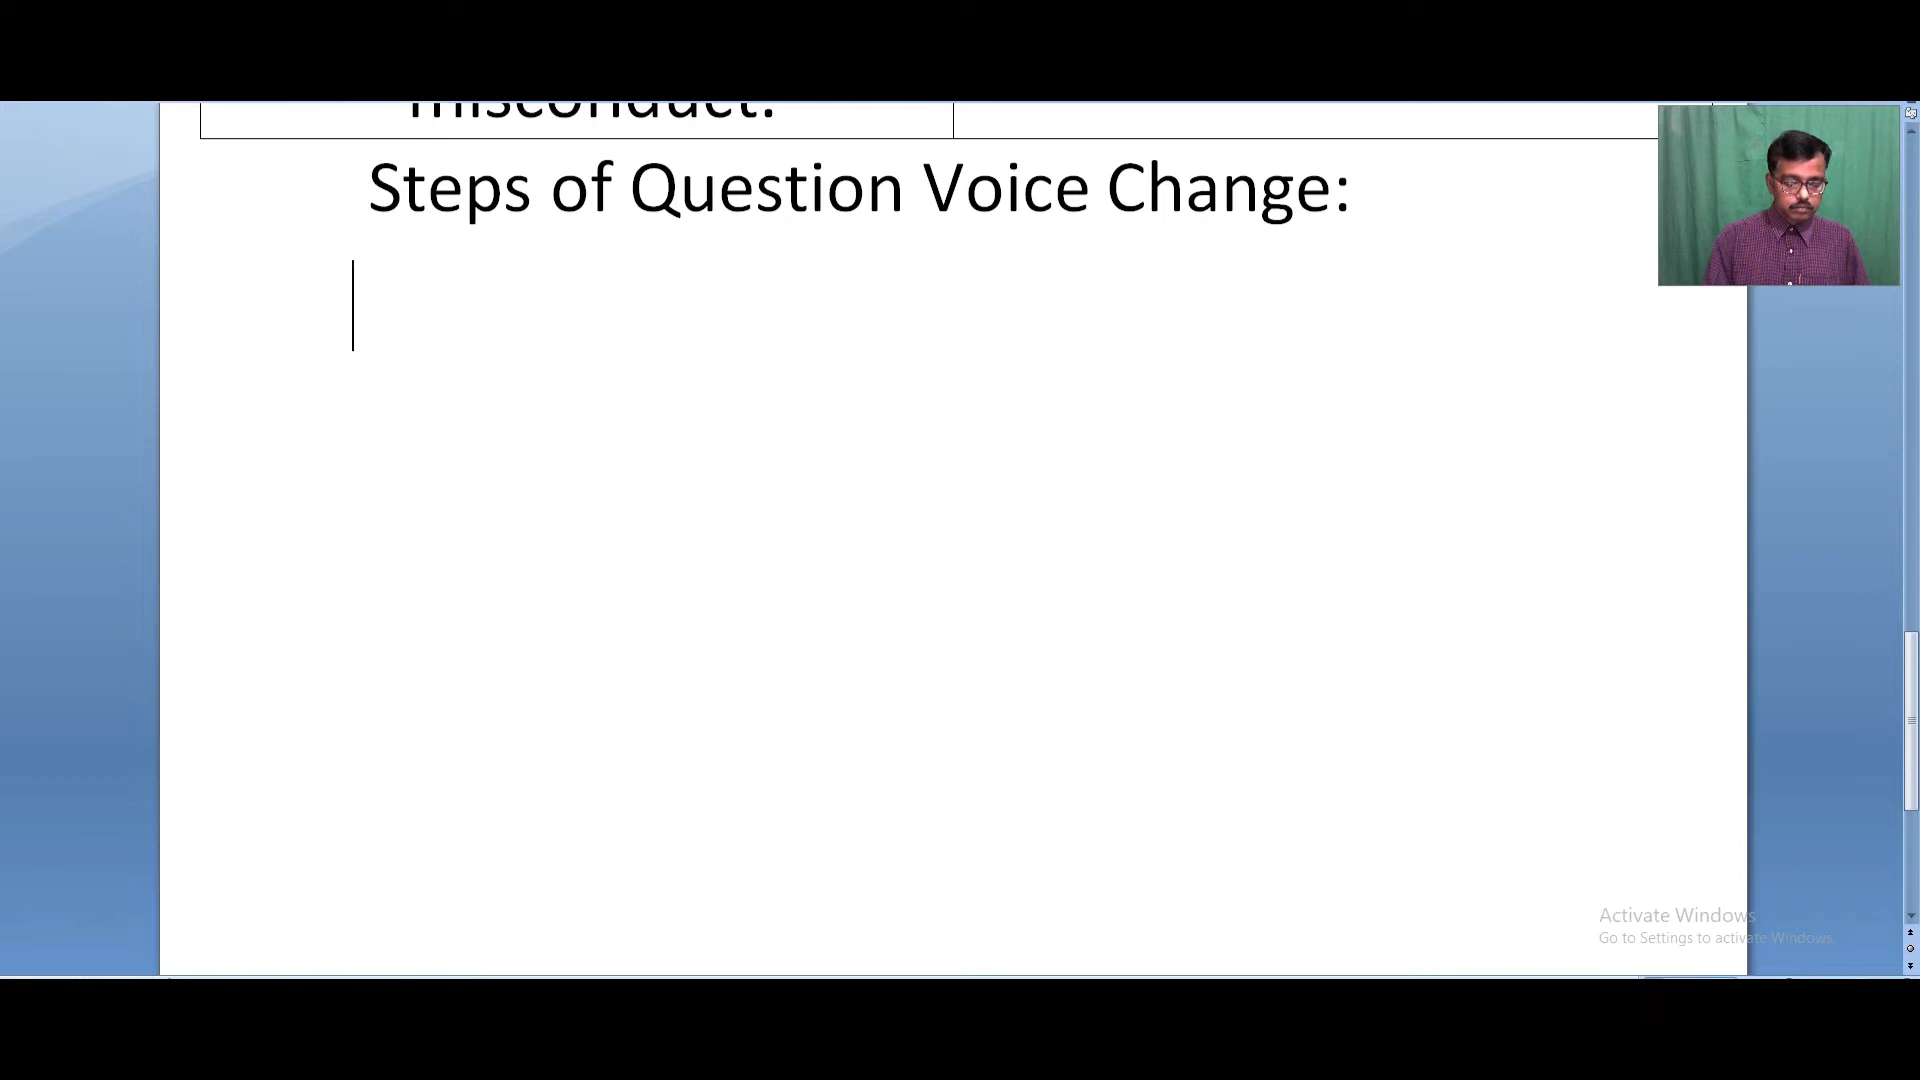 misconduct.
Steps of Question Voice Change:
Activate Windows
Go to Settings to activate Windows.